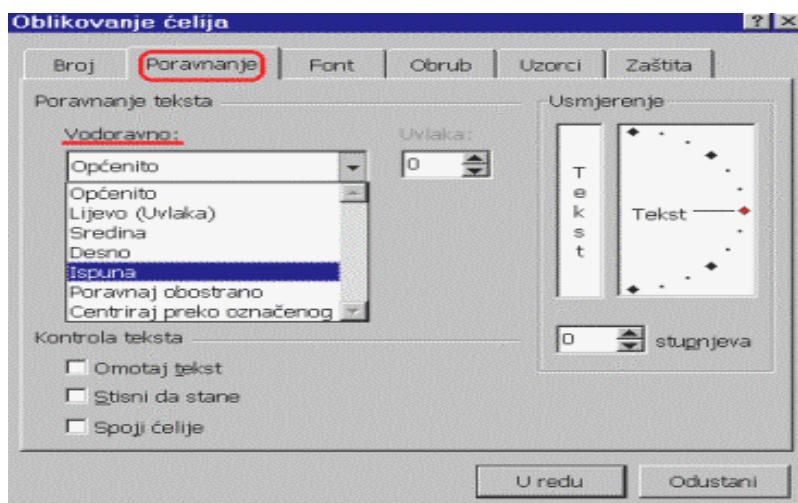 Oblikovanje ćelija
Broj Poravnanje Font Obrub Uzorci Zaštita
Poravnanje teksta
Vodoravno:
Uvlaka:
Općenito
0
Općenito
Lijevo (Uvlaka)
Sredina
Desno
Ispuna
Poravnaj obostrano
Centriraj preko označenog
Usmjerenje
T
e
k
s
t
Tekst
0 stupnjeva
Kontrola teksta
Omotaj tekst
Stisni da stane
Spoji ćelije
U redu Odustani